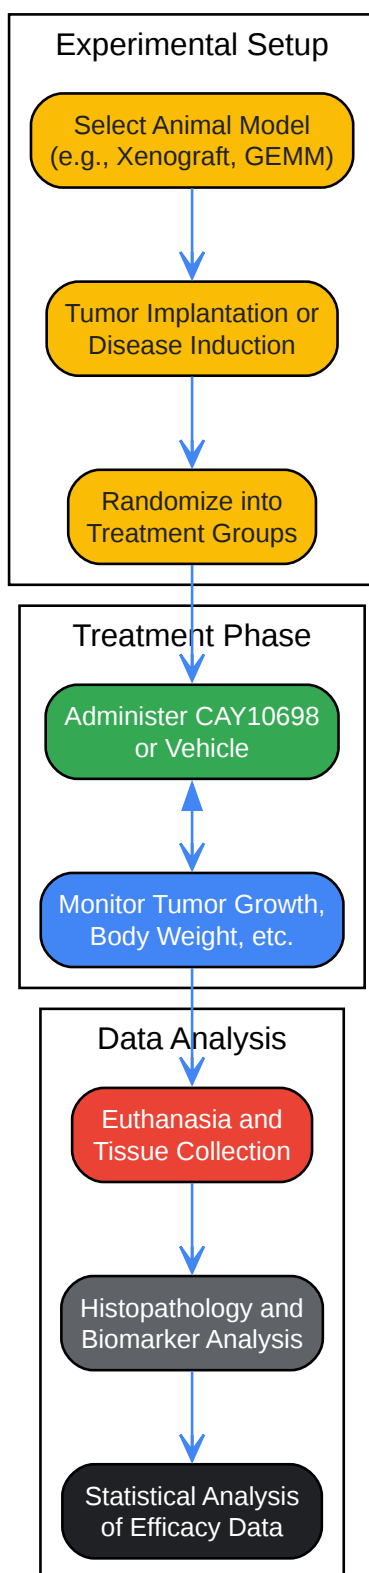 Experimental Setup
Select Animal Model
(e.g., Xenograft, GEMM)
Tumor Implantation or
Disease Induction
Randomize into
Treatment Groups
Treatment Phase
Administer CAY10698
or Vehicle
Monitor Tumor Growth,
Body Weight, etc.
Data Analysis
Euthanasia and
Tissue Collection
Histopathology and
Biomarker Analysis
Statistical Analysis
of Efficacy Data